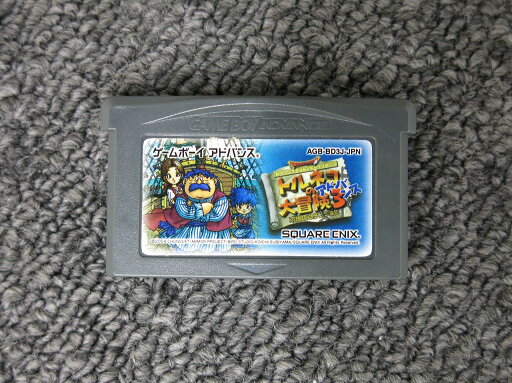 GAME BOY ADVANCE
ゲームボーイ アドバンス®
AGB-BD3J-JPN
トルネコの
大冒険3
アドバンス
SQUARE ENIX®